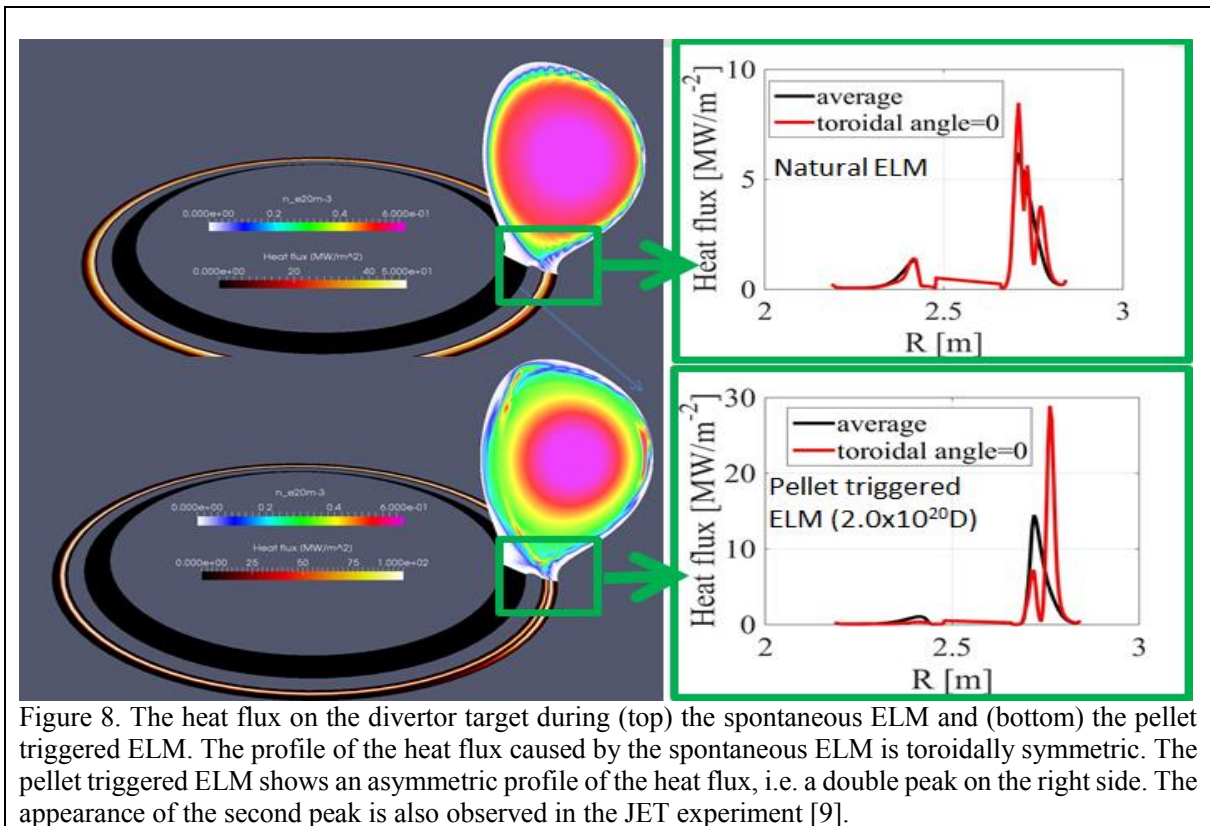 n_e20m-3
0.000e+00 0.2 0.4 6.000e-01
Heat flux (MW/m^2)
0.000e+00 20 40 5.000e+01
Heat flux [MW/m⁻²]
10
5
0
average
toroidal angle=0
Natural ELM
2 2.5 3
R [m]
n_e20m-3
0.000e+00 0.2 0.4 6.000e-01
Heat flux (MW/m^2)
0.000e+00 25 50 75 1.000e+02
Heat flux [MW/m⁻²]
30
20
10
0
average
toroidal angle=0
Pellet triggered
ELM (2.0x10²⁰D)
2 2.5 3
R [m]
Figure 8. The heat flux on the divertor target during (top) the spontaneous ELM and (bottom) the pellet
triggered ELM. The profile of the heat flux caused by the spontaneous ELM is toroidally symmetric. The
pellet triggered ELM shows an asymmetric profile of the heat flux, i.e. a double peak on the right side. The
appearance of the second peak is also observed in the JET experiment [9].